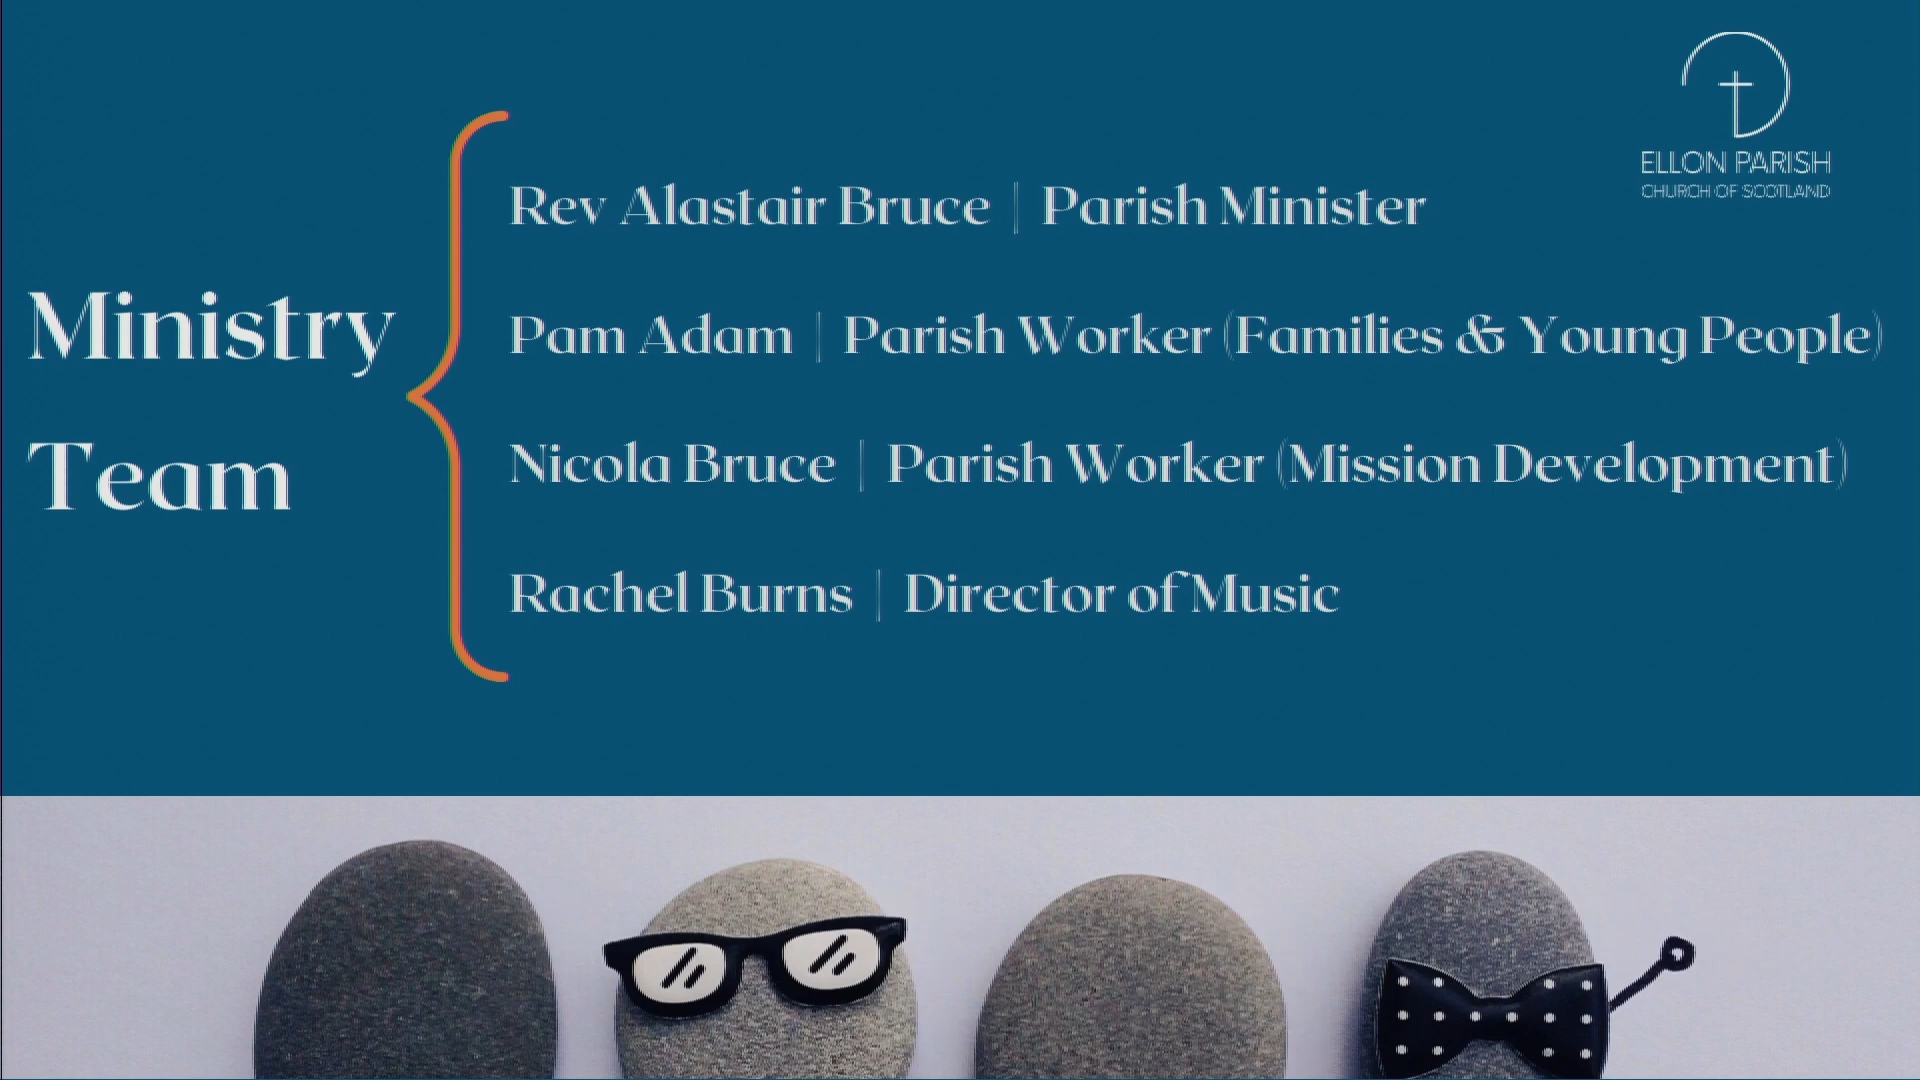 ELLON PARISH
CHURCH OF SCOTLAND
Ministry
Team
Rev Alastair Bruce | Parish Minister
Pam Adam | Parish Worker (Families & Young People)
Nicola Bruce | Parish Worker (Mission Development)
Rachel Burns | Director of Music